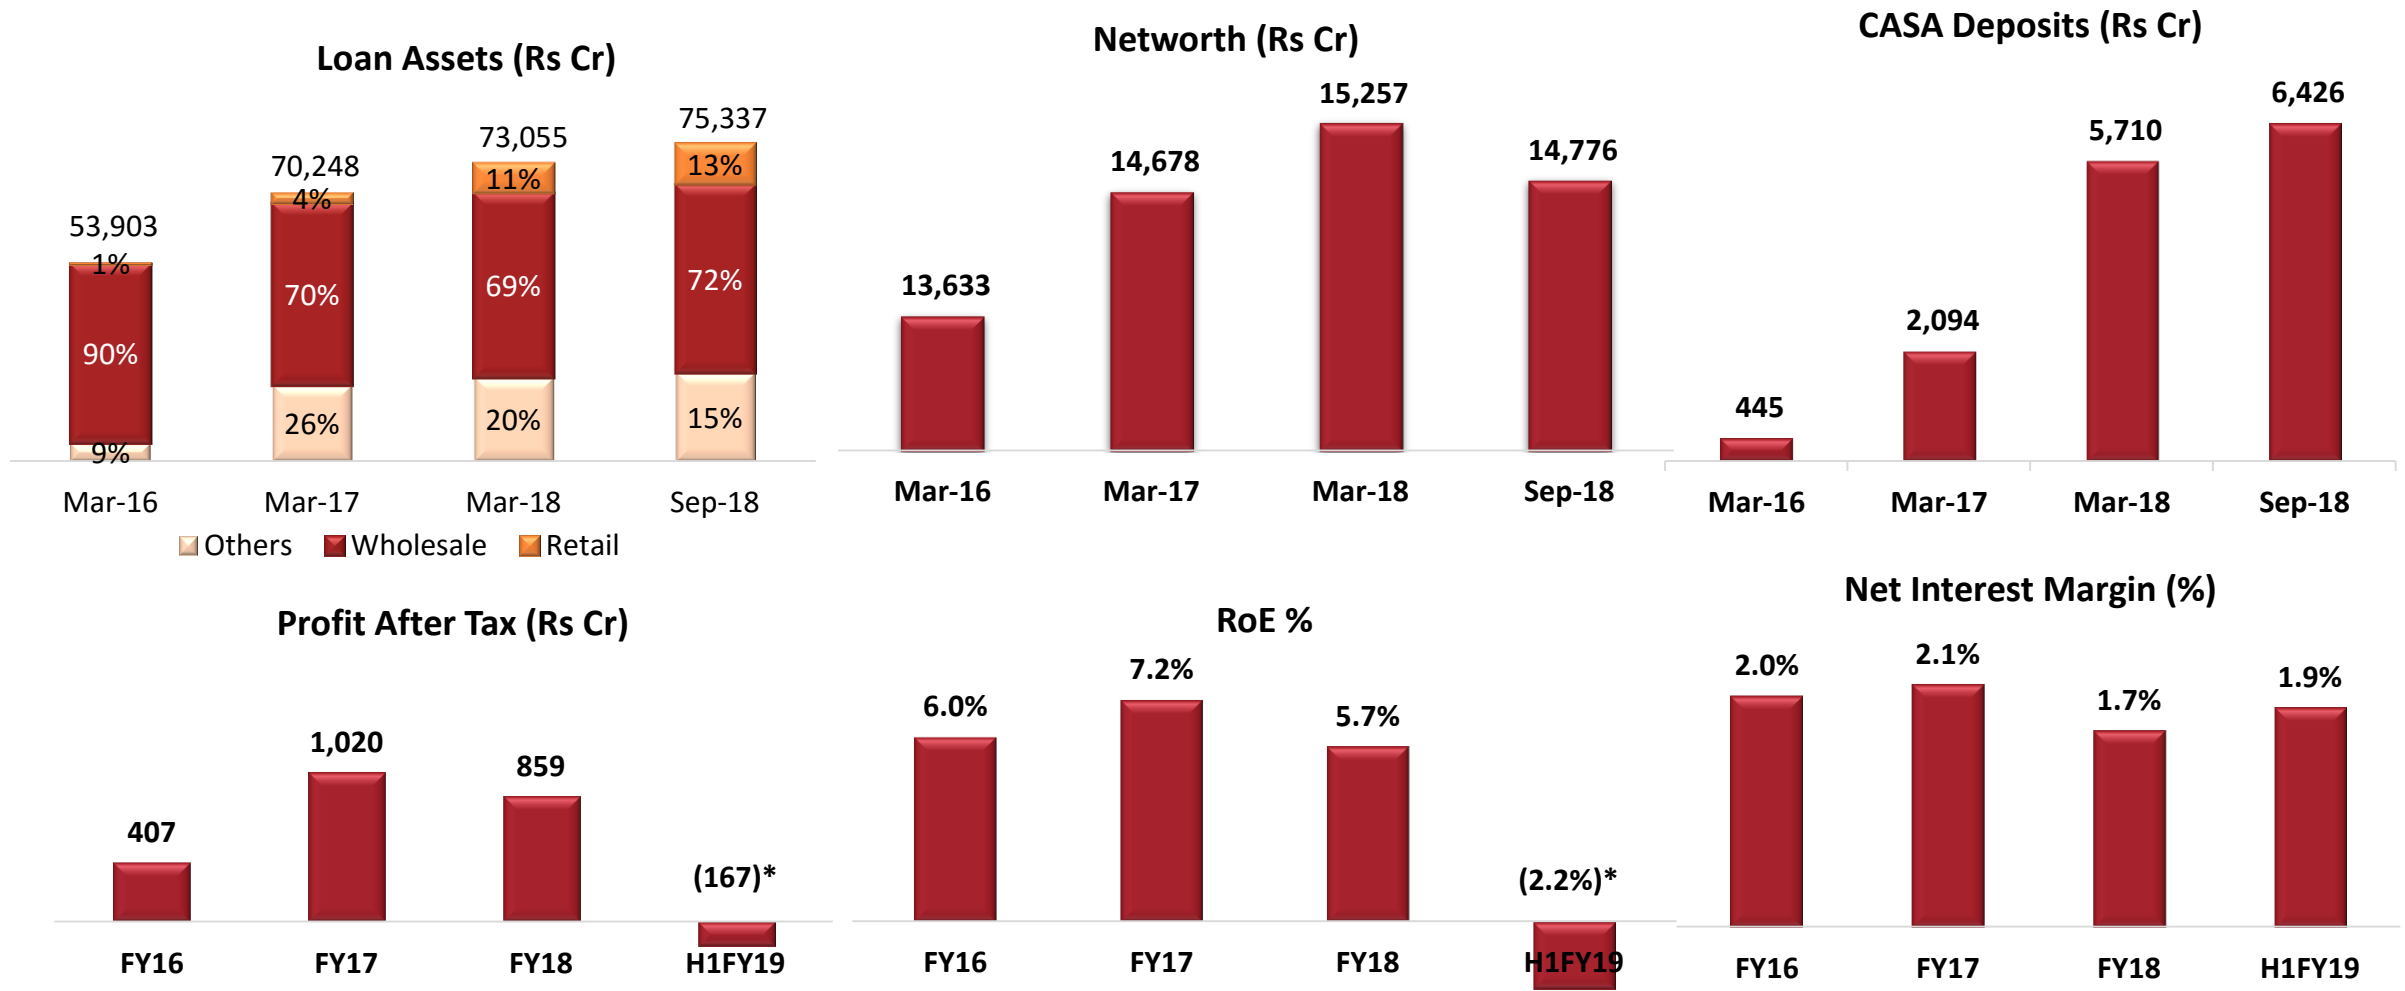 Loan Assets (Rs Cr)
53,903
70,248
73,055
75,337
1%
4%
11%
13%
90%
70%
69%
72%
9%
26%
20%
15%
Mar-16 Mar-17 Mar-18 Sep-18
Others Wholesale Retail
Networth (Rs Cr)
13,633
14,678
15,257
14,776
Mar-16 Mar-17 Mar-18 Sep-18
CASA Deposits (Rs Cr)
445
2,094
5,710
6,426
Mar-16 Mar-17 Mar-18 Sep-18
Profit After Tax (Rs Cr)
407
1,020
859
(167)*
FY16 FY17 FY18 H1FY19
RoE %
6.0%
7.2%
5.7%
(2.2%)*
FY16 FY17 FY18 H1FY19
Net Interest Margin (%)
2.0%
2.1%
1.7%
1.9%
FY16 FY17 FY18 H1FY19